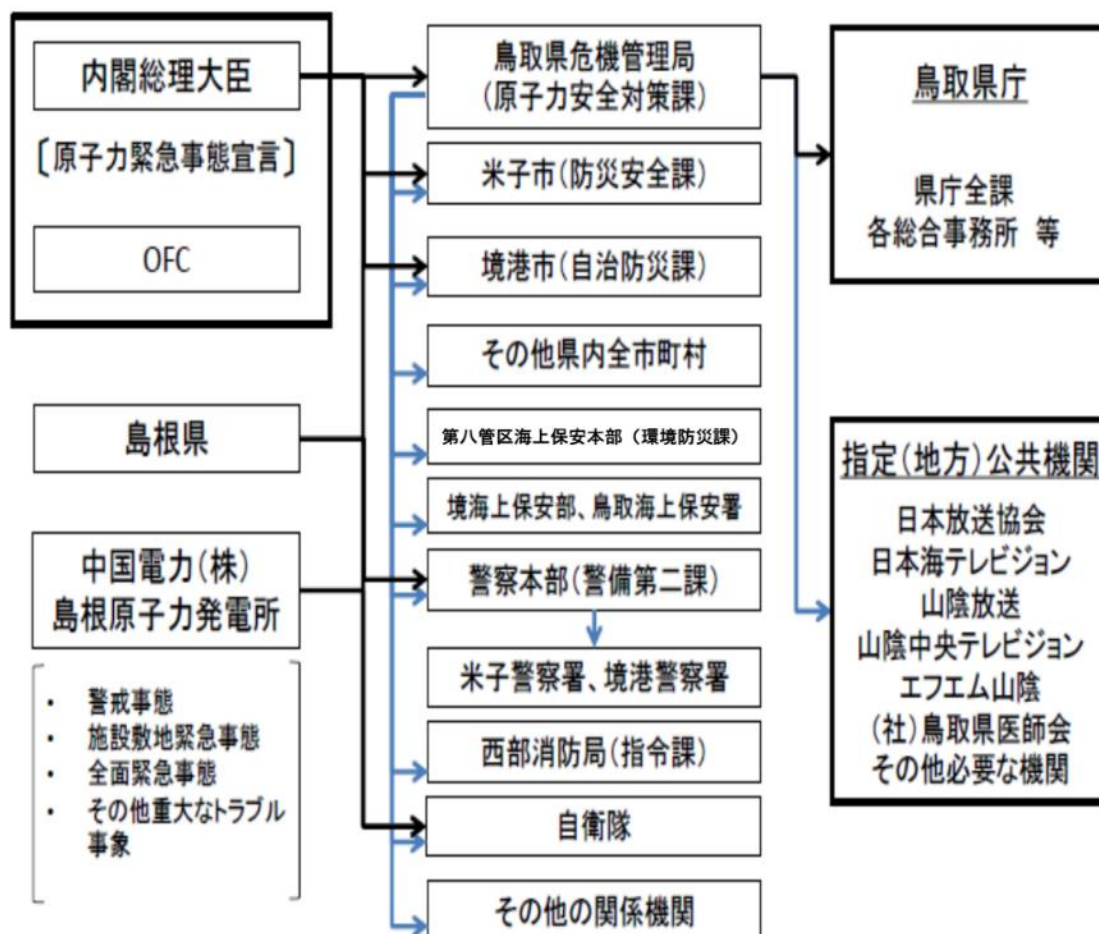 内閣総理大臣
〔原子力緊急事態宣言〕
OFC
島根県
中国電力(株)
島根原子力発電所
・ 警戒事態
・ 施設敷地緊急事態
・ 全面緊急事態
・ その他重大なトラブル
事象
鳥取県危機管理局
(原子力安全対策課)
米子市(防災安全課)
境港市(自治防災課)
その他県内全市町村
第八管区海上保安本部（環境防災課）
境海上保安部、鳥取海上保安署
警察本部(警備第二課)
米子警察署、境港警察署
西部消防局(指令課)
自衛隊
その他の関係機関
鳥取県庁
県庁全課
各総合事務所 等
指定(地方)公共機関
日本放送協会
日本海テレビジョン
山陰放送
山陰中央テレビジョン
エフエム山陰
(社)鳥取県医師会
その他必要な機関